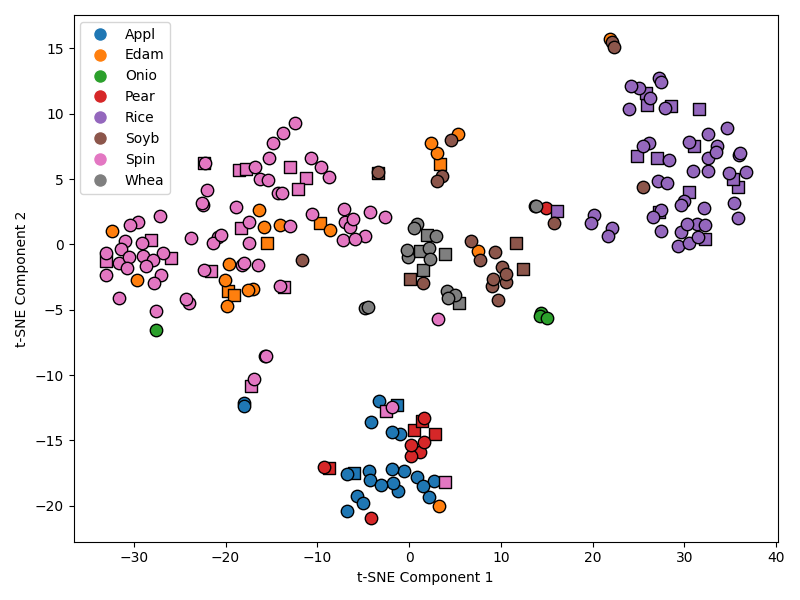 Appl
Edam
Onio
Pear
Rice
Soyb
Spin
Whea
15
10
5
0
−5
−10
−15
−20
t-SNE Component 2
−30 −20 −10 0 10 20 30 40
t-SNE Component 1